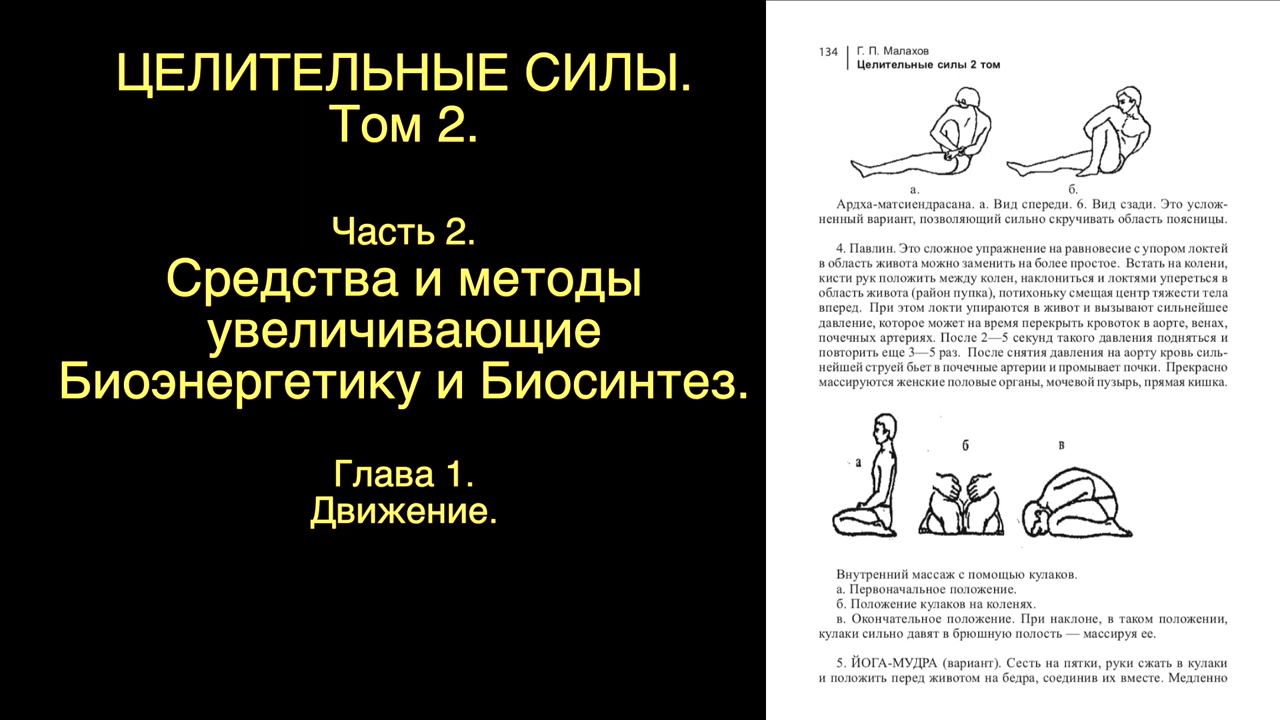 ЦЕЛИТЕЛЬНЫЕ СИЛЫ.
Том 2.
Часть 2.
Средства и методы
увеличивающие
Биоэнергетику и Биосинтез.
Глава 1.
Движение.
134 Г. П. Малахов
Целительные силы 2 том
а. б.
Ардха-матсиендрасана. а. Вид спереди. 6. Вид сзади. Это услож-
ненный вариант, позволяющий сильно скручивать область поясницы.
4. Павлин. Это сложное упражнение на равновесие с упором локтей
в область живота можно заменить на более простое. Встать на колени,
кисти рук положить между колен, наклониться и локтями упереться в
область живота (район пупка), потихоньку смещая центр тяжести тела
вперед. При этом локти упираются в живот и вызывают сильнейшее
давление, которое может на время перекрыть кровоток в аорте, венах,
почечных артериях. После 2—5 секунд такого давления подняться и
повторить еще 3—5 раз. После снятия давления на аорту кровь силь-
нейшей струей бьет в почечные артерии и промывает почки. Прекрасно
массируются женские половые органы, мочевой пузырь, прямая кишка.
а б в
Внутренний массаж с помощью кулаков.
а. Первоначальное положение.
б. Положение кулаков на коленях.
в. Окончательное положение. При наклоне, в таком положении,
кулаки сильно давят в брюшную полость — массируя ее.
5. ЙОГА-МУДРА (вариант). Сесть на пятки, руки сжать в кулаки
и положить перед животом на бедра, соединив их вместе. Медленно